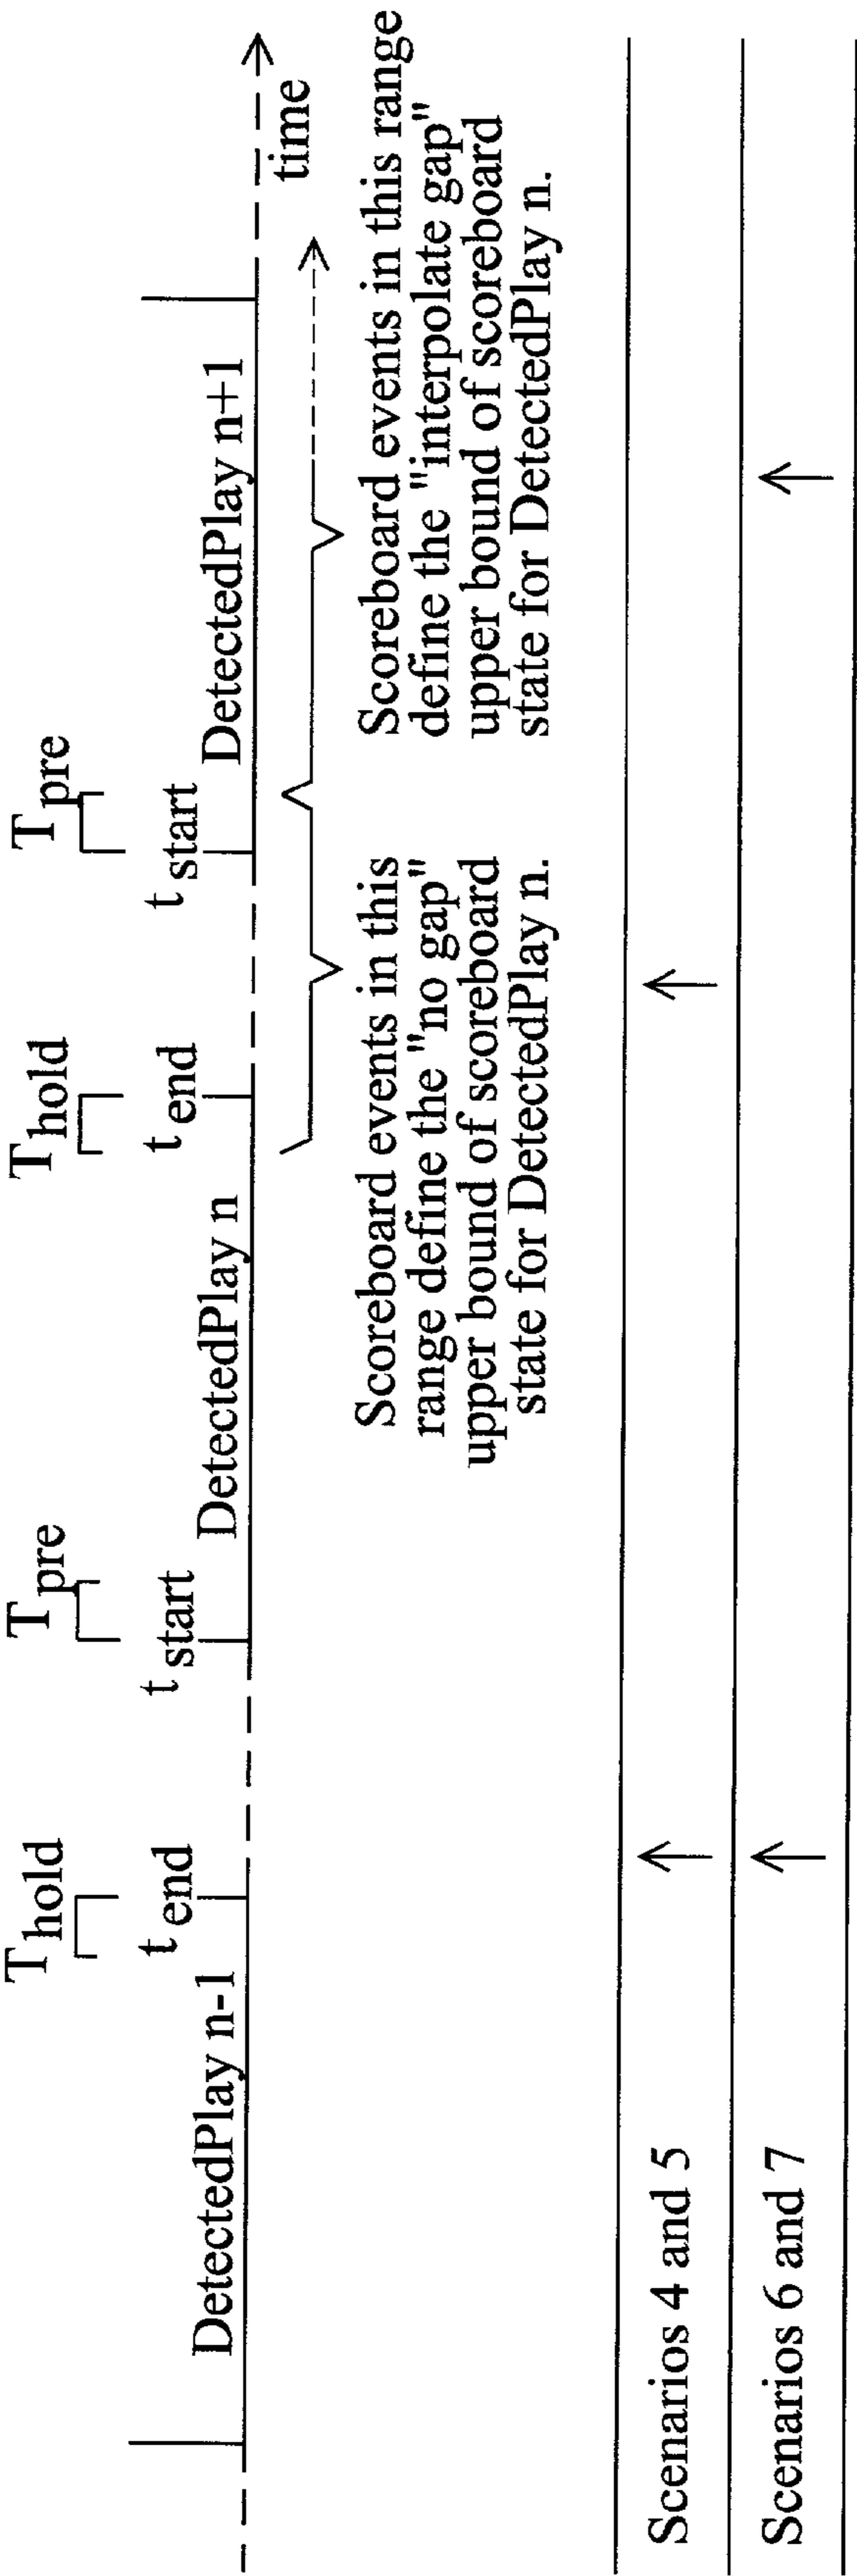 T hold
T pre
T hold
T pre
t end
t start
t end
t start
DetectedPlay n-1
DetectedPlay n
DetectedPlay n+1
time
Scoreboard events in this
range define the "no gap"
upper bound of scoreboard
state for DetectedPlay n.
Scoreboard events in this range
define the "interpolate gap"
upper bound of scoreboard
state for DetectedPlay n.
Scenarios 4 and 5
Scenarios 6 and 7